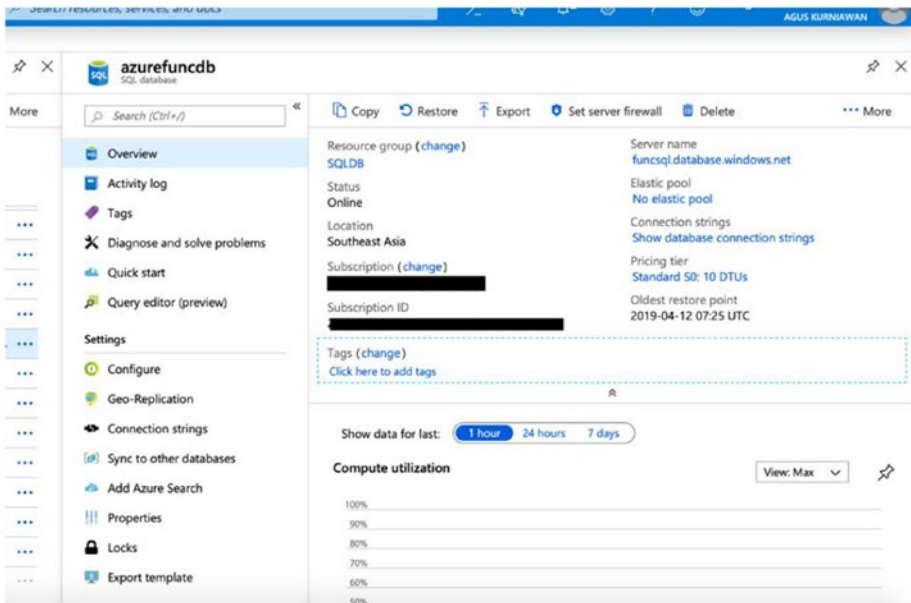 Search resources, services, and docs
AGUS KURNIAWAN
azurefuncdb
SQL database
SQL
More
Search (Ctrl+/)
«
Overview
Activity log
Tags
Diagnose and solve problems
Quick start
Query editor (preview)
Settings
Configure
Geo-Replication
Connection strings
Sync to other databases
Add Azure Search
Properties
Locks
Export template
Copy
Restore
Export
Set server firewall
Delete
... More
Resource group (change)
SQLDB
Status
Online
Location
Southeast Asia
Subscription (change)
Subscription ID
Server name
funcsql.database.windows.net
Elastic pool
No elastic pool
Connection strings
Show database connection strings
Pricing tier
Standard S0: 10 DTUs
Oldest restore point
2019-04-12 07:25 UTC
Tags (change)
Click here to add tags
Show data for last: 1 hour 24 hours 7 days
Compute utilization
View: Max
100%
90%
80%
70%
60%
50%